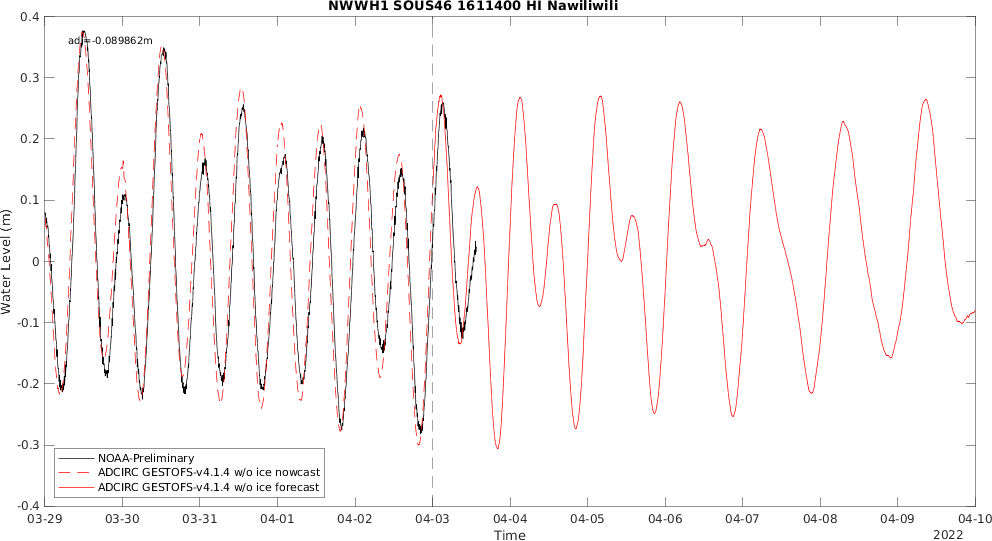 NWWH1 SOUS46 1611400 HI Nawiliwili
adj=-0.089862m
0.4
0.3
0.2
0.1
0
-0.1
-0.2
-0.3
-0.4
Water Level (m)
NOAA-Preliminary
ADCIRC GESTOFS-v4.1.4 w/o ice nowcast
ADCIRC GESTOFS-v4.1.4 w/o ice forecast
03-29 03-30 03-31 04-01 04-02 04-03 04-04 04-05 04-06 04-07 04-08 04-09 04-10
Time
2022